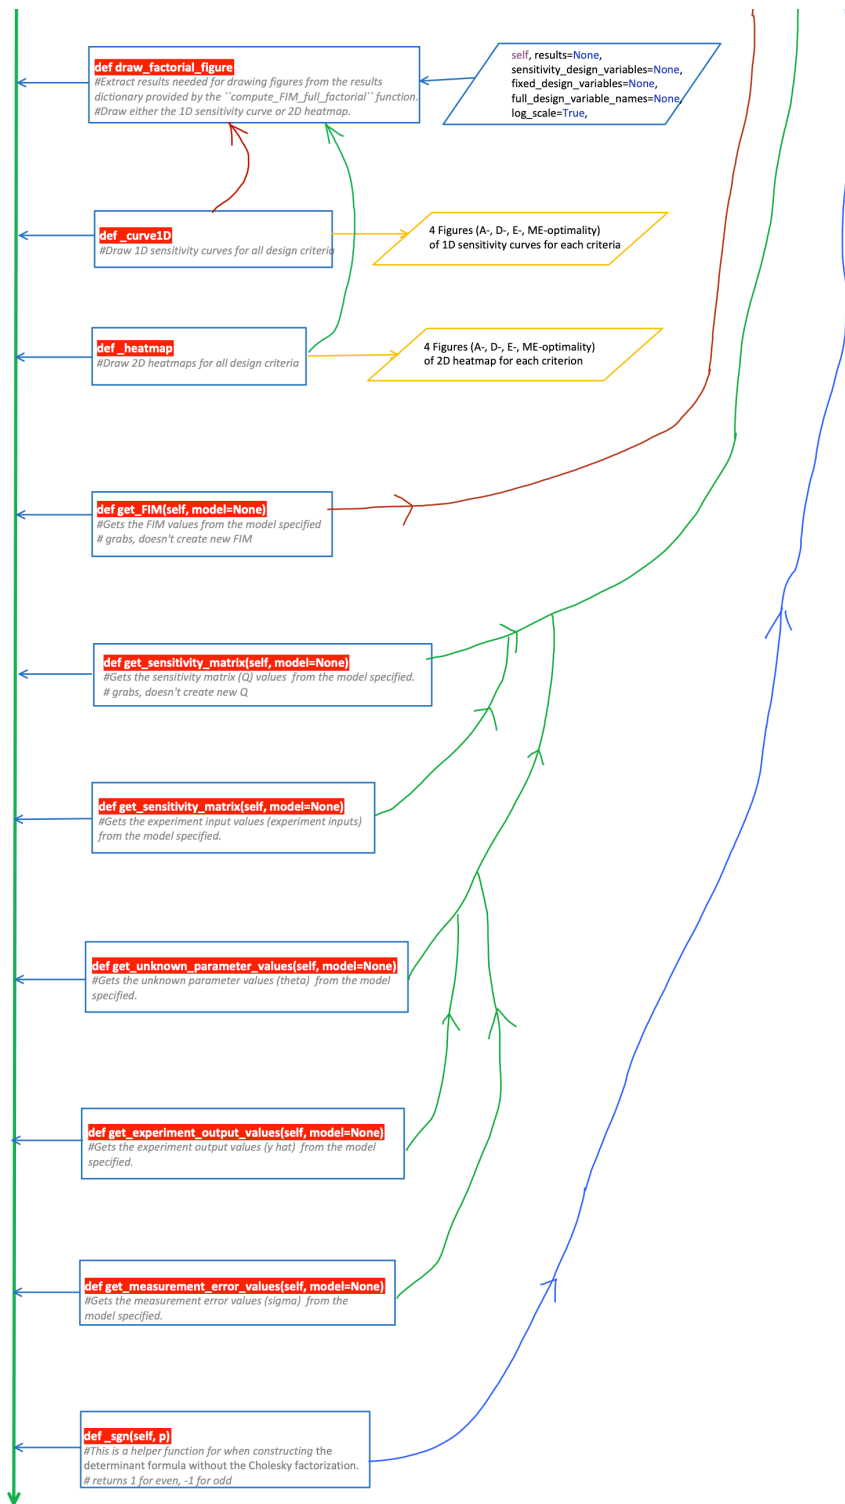 def draw_factorial_figure
#Extract results needed for drawing figures from the results
dictionary provided by the ``compute_FIM_full_factorial`` function.
#Draw either the 1D sensitivity curve or 2D heatmap.
self, results=None,
sensitivity_design_variables=None,
fixed_design_variables=None,
full_design_variable_names=None,
log_scale=True,
def _curve1D
#Draw 1D sensitivity curves for all design criteria
4 Figures (A-, D-, E-, ME-optimality)
of 1D sensitivity curves for each criteria
def _heatmap
#Draw 2D heatmaps for all design criteria
4 Figures (A-, D-, E-, ME-optimality)
of 2D heatmap for each criterion
def get_FIM(self, model=None)
#Gets the FIM values from the model specified
# grabs, doesn't create new FIM
def get_sensitivity_matrix(self, model=None)
#Gets the sensitivity matrix (Q) values from the model specified.
# grabs, doesn't create new Q
def get_sensitivity_matrix(self, model=None)
#Gets the experiment input values (experiment inputs)
from the model specified.
def get_unknown_parameter_values(self, model=None)
#Gets the unknown parameter values (theta) from the model
specified.
def get_experiment_output_values(self, model=None)
#Gets the experiment output values (y hat) from the model
specified.
def get_measurement_error_values(self, model=None)
#Gets the measurement error values (sigma) from the
model specified.
def _sgn(self, p)
#This is a helper function for when constructing the
determinant formula without the Cholesky factorization.
# returns 1 for even, -1 for odd